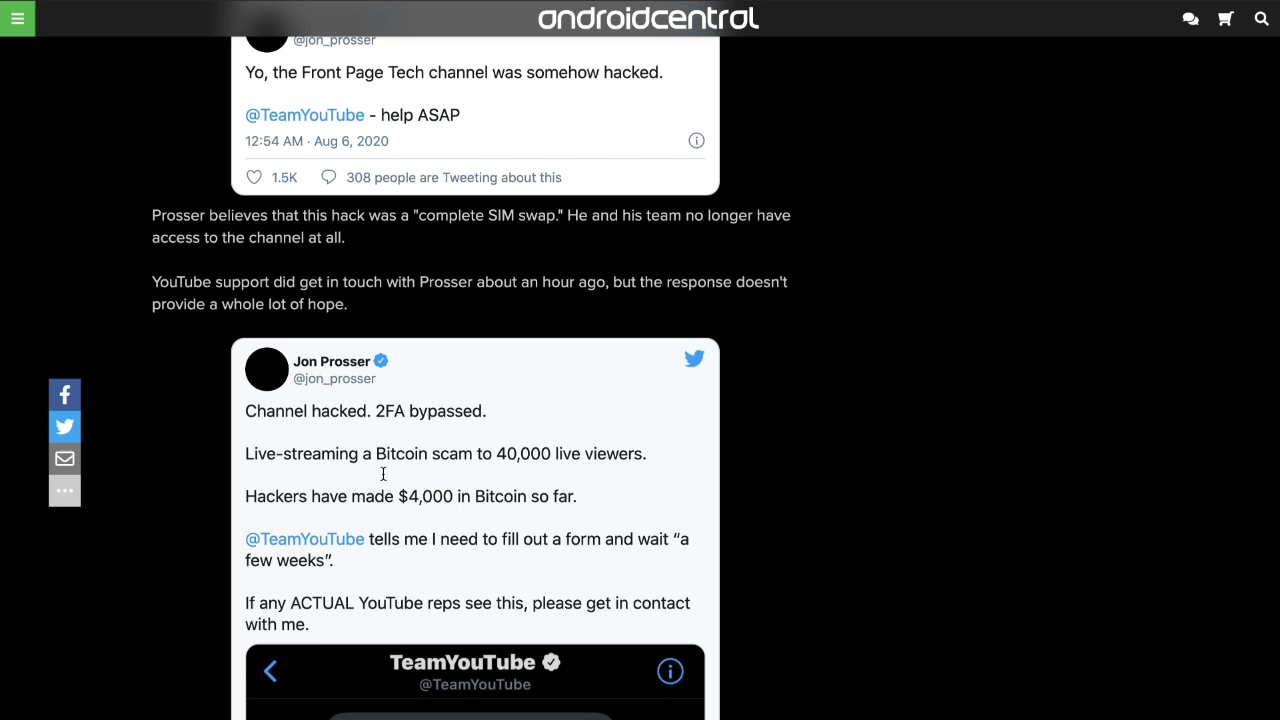 androidcentral
@jon_prosser
Yo, the Front Page Tech channel was somehow hacked.
@TeamYouTube - help ASAP
12:54 AM · Aug 6, 2020
1.5K 308 people are Tweeting about this
Prosser believes that this hack was a "complete SIM swap." He and his team no longer have
access to the channel at all.
YouTube support did get in touch with Prosser about an hour ago, but the response doesn't
provide a whole lot of hope.
Jon Prosser
@jon_prosser
Channel hacked. 2FA bypassed.
Live-streaming a Bitcoin scam to 40,000 live viewers.
Hackers have made $4,000 in Bitcoin so far.
@TeamYouTube tells me I need to fill out a form and wait “a
few weeks”.
If any ACTUAL YouTube reps see this, please get in contact
with me.
TeamYouTube
@TeamYouTube